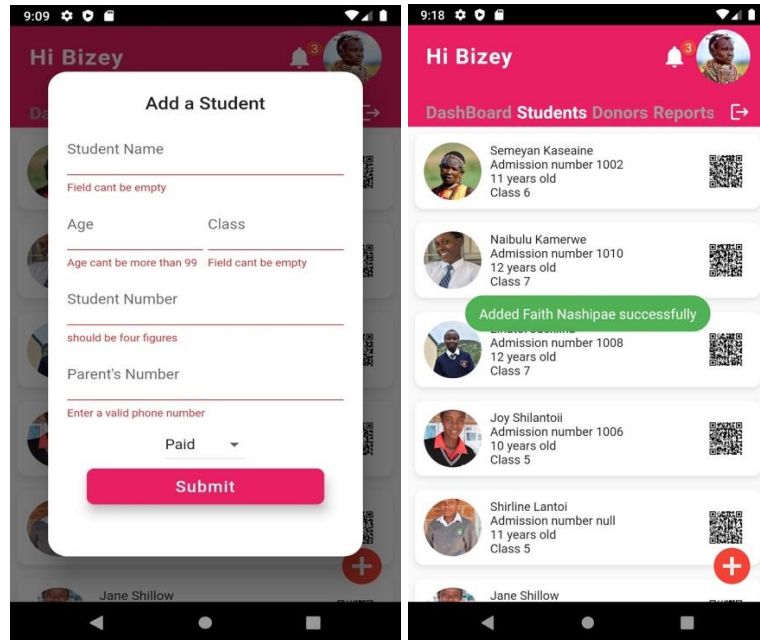 9:09
Hi Bizey
3
Da
Add a Student
Student Name
Field cant be empty
Age Class
Age cant be more than 99 Field cant be empty
Student Number
should be four figures
Parent's Number
Enter a valid phone number
Paid
Submit
Jane Shillow
9:18
Hi Bizey
3
DashBoard Students Donors Reports
Semeyan Kaseaine
Admission number 1002
11 years old
Class 6
Naibulu Kamerwe
Admission number 1010
12 years old
Class 7
Added Faith Nashipae successfully
Admission number 1008
12 years old
Class 7
Joy Shilantoii
Admission number 1006
10 years old
Class 5
Shirline Lantoi
Admission number null
11 years old
Class 5
Jane Shillow